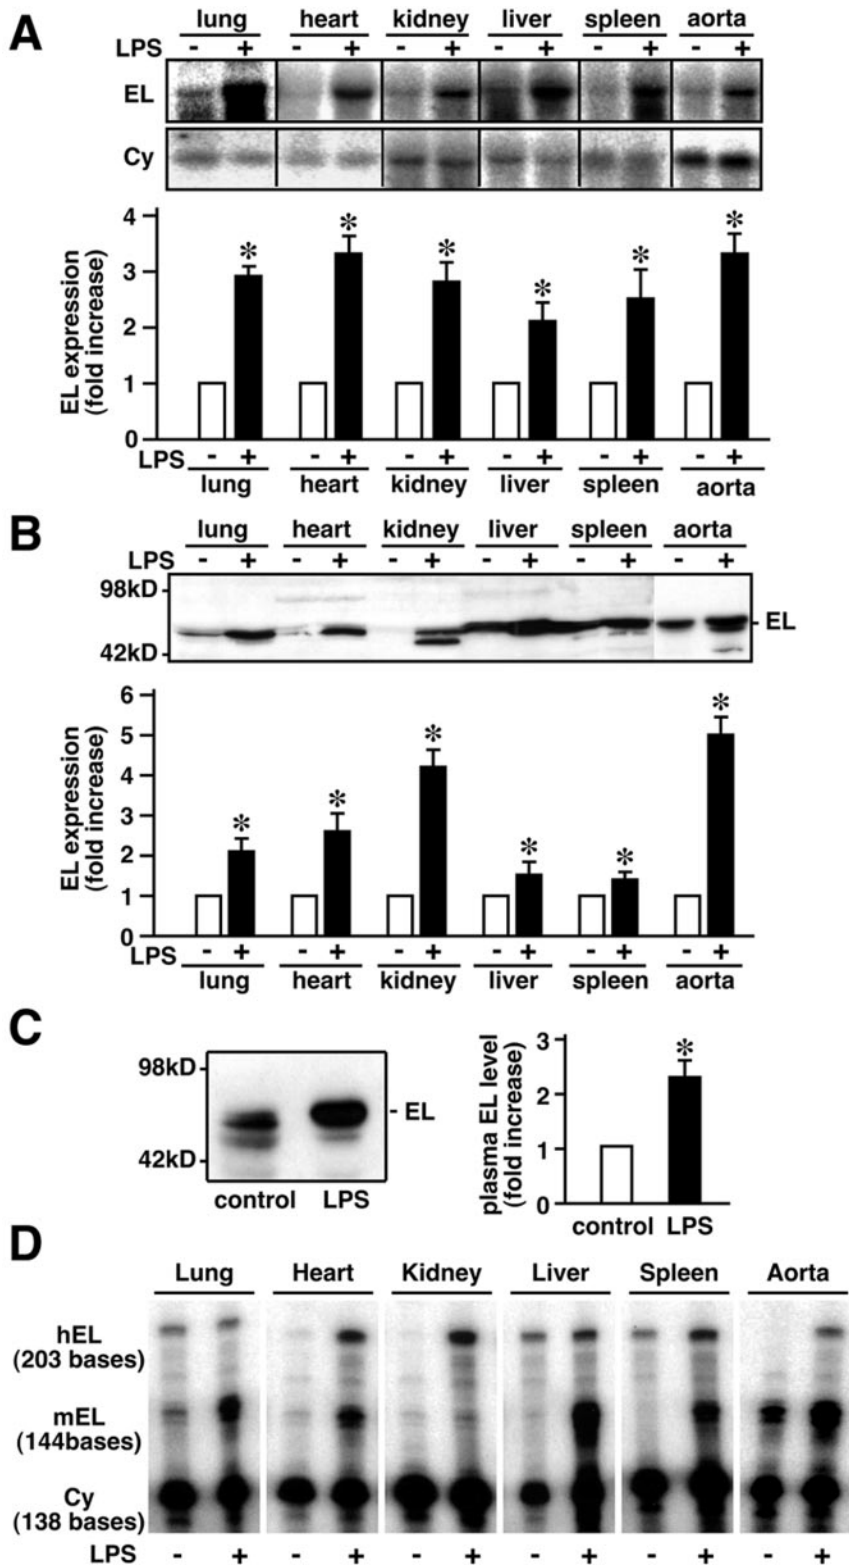 A
lung heart kidney liver spleen aorta
LPS - + - + - + - + - + - +
EL
Cy
EL expression
(fold increase)
4
3
2
1
0
* * * * * *
LPS - + - + - + - + - + - +
lung heart kidney liver spleen aorta
B
lung heart kidney liver spleen aorta
LPS - + - + - + - + - + - +
98kD
- EL
42kD
EL expression
(fold increase)
6
5
4
3
2
1
0
* * * * * *
LPS - + - + - + - + - + - +
lung heart kidney liver spleen aorta
C
98kD
- EL
42kD
control LPS
plasma EL level
(fold increase)
3
2
1
0
*
control LPS
D
Lung Heart Kidney Liver Spleen Aorta
hEL
(203 bases)
mEL
(144bases)
Cy
(138 bases)
LPS - + - + - + - + - + - +